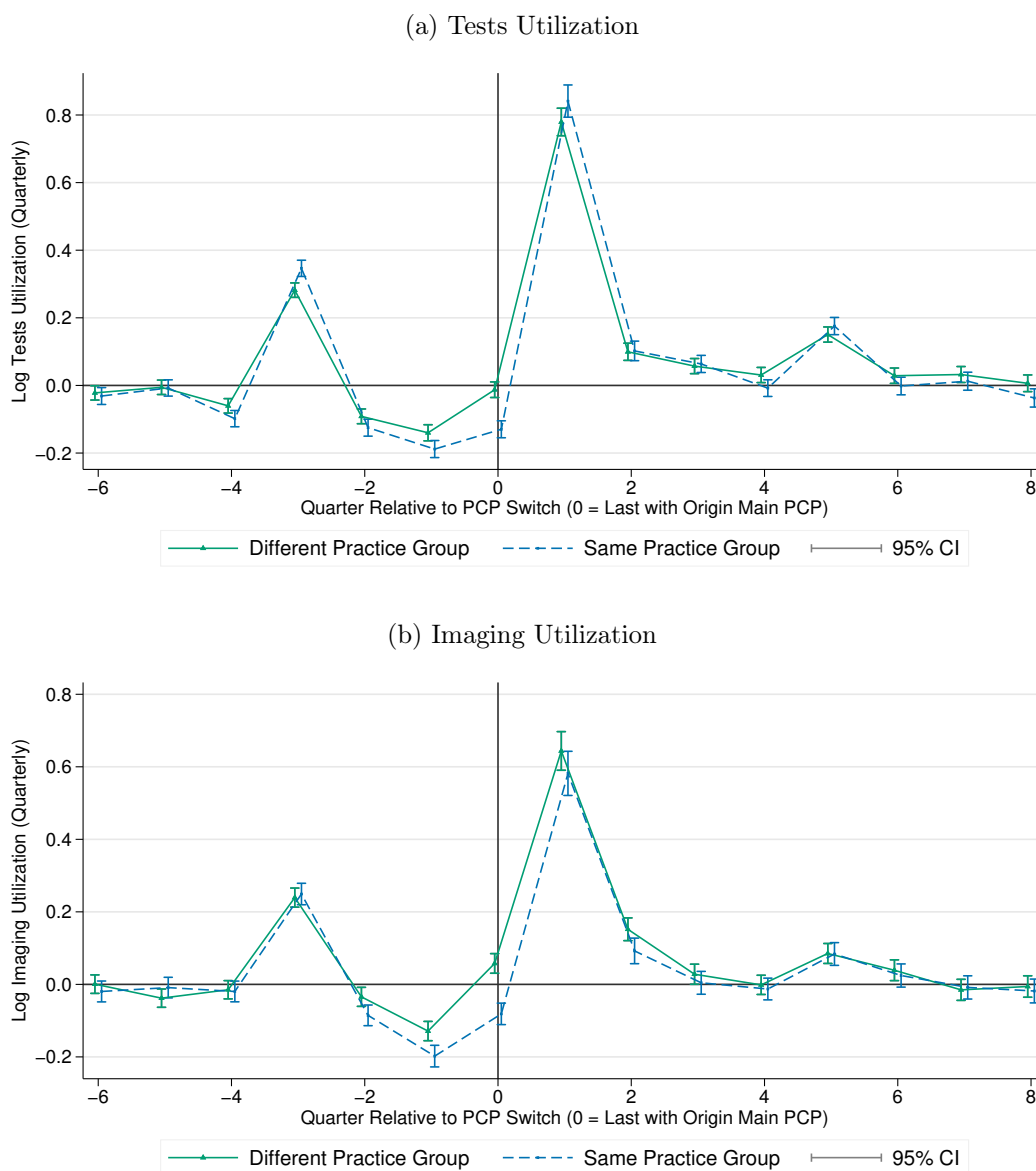 (a) Tests Utilization
Log Tests Utilization (Quarterly)
0.8
0.6
0.4
0.2
0.0
−0.2
−6 −4 −2 0 2 4 6 8
Quarter Relative to PCP Switch (0 = Last with Origin Main PCP)
Different Practice Group Same Practice Group 95% CI
(b) Imaging Utilization
Log Imaging Utilization (Quarterly)
0.8
0.6
0.4
0.2
0.0
−0.2
−6 −4 −2 0 2 4 6 8
Quarter Relative to PCP Switch (0 = Last with Origin Main PCP)
Different Practice Group Same Practice Group 95% CI